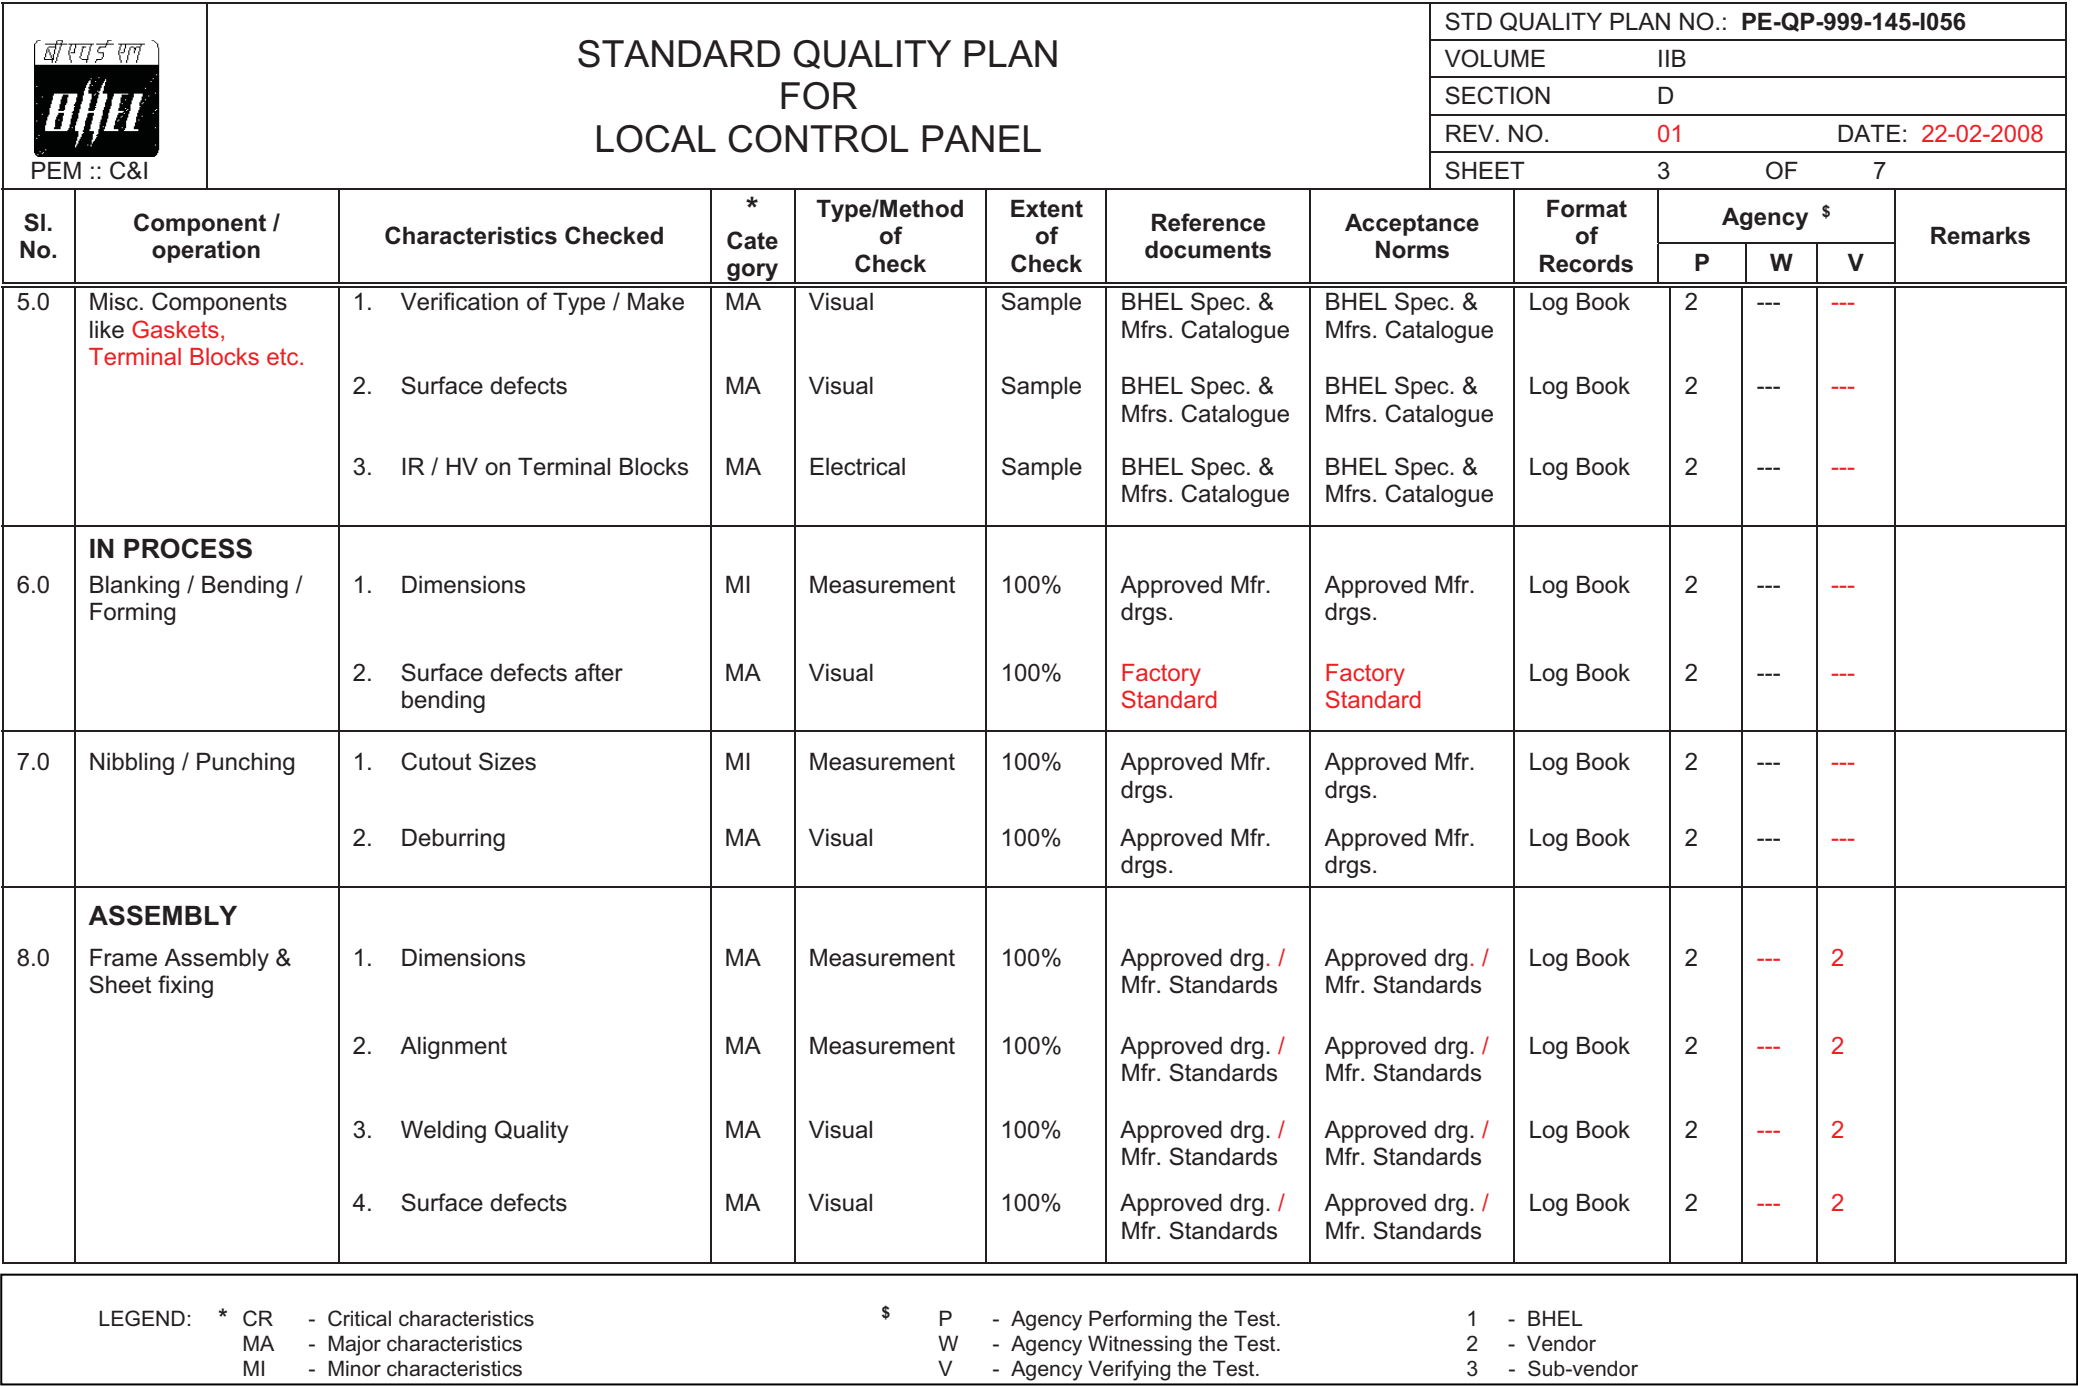 बी एच ई एल
BHEL
PEM :: C&I
STANDARD QUALITY PLAN
FOR
LOCAL CONTROL PANEL
STD QUALITY PLAN NO.: PE-QP-999-145-I056
VOLUME IIB
SECTION D
REV. NO. 01 DATE: 22-02-2008
SHEET 3 OF 7
Sl. No. Component / operation Characteristics Checked * Cate gory Type/Method of Check Extent of Check Reference documents Acceptance Norms Format of Records Agency $ P W V Remarks
5.0 Misc. Components like Gaskets, Terminal Blocks etc. 1. Verification of Type / Make MA Visual Sample BHEL Spec. & Mfrs. Catalogue BHEL Spec. & Mfrs. Catalogue Log Book 2 --- ---
2. Surface defects MA Visual Sample BHEL Spec. & Mfrs. Catalogue BHEL Spec. & Mfrs. Catalogue Log Book 2 --- ---
3. IR / HV on Terminal Blocks MA Electrical Sample BHEL Spec. & Mfrs. Catalogue BHEL Spec. & Mfrs. Catalogue Log Book 2 --- ---
IN PROCESS
6.0 Blanking / Bending / Forming 1. Dimensions MI Measurement 100% Approved Mfr. drgs. Approved Mfr. drgs. Log Book 2 --- ---
2. Surface defects after bending MA Visual 100% Factory Standard Factory Standard Log Book 2 --- ---
7.0 Nibbling / Punching 1. Cutout Sizes MI Measurement 100% Approved Mfr. drgs. Approved Mfr. drgs. Log Book 2 --- ---
2. Deburring MA Visual 100% Approved Mfr. drgs. Approved Mfr. drgs. Log Book 2 --- ---
ASSEMBLY
8.0 Frame Assembly & Sheet fixing 1. Dimensions MA Measurement 100% Approved drg. / Mfr. Standards Approved drg. / Mfr. Standards Log Book 2 --- 2
2. Alignment MA Measurement 100% Approved drg. / Mfr. Standards Approved drg. / Mfr. Standards Log Book 2 --- 2
3. Welding Quality MA Visual 100% Approved drg. / Mfr. Standards Approved drg. / Mfr. Standards Log Book 2 --- 2
4. Surface defects MA Visual 100% Approved drg. / Mfr. Standards Approved drg. / Mfr. Standards Log Book 2 --- 2
LEGEND: * CR - Critical characteristics $ P - Agency Performing the Test. 1 - BHEL
MA - Major characteristics W - Agency Witnessing the Test. 2 - Vendor
MI - Minor characteristics V - Agency Verifying the Test. 3 - Sub-vendor